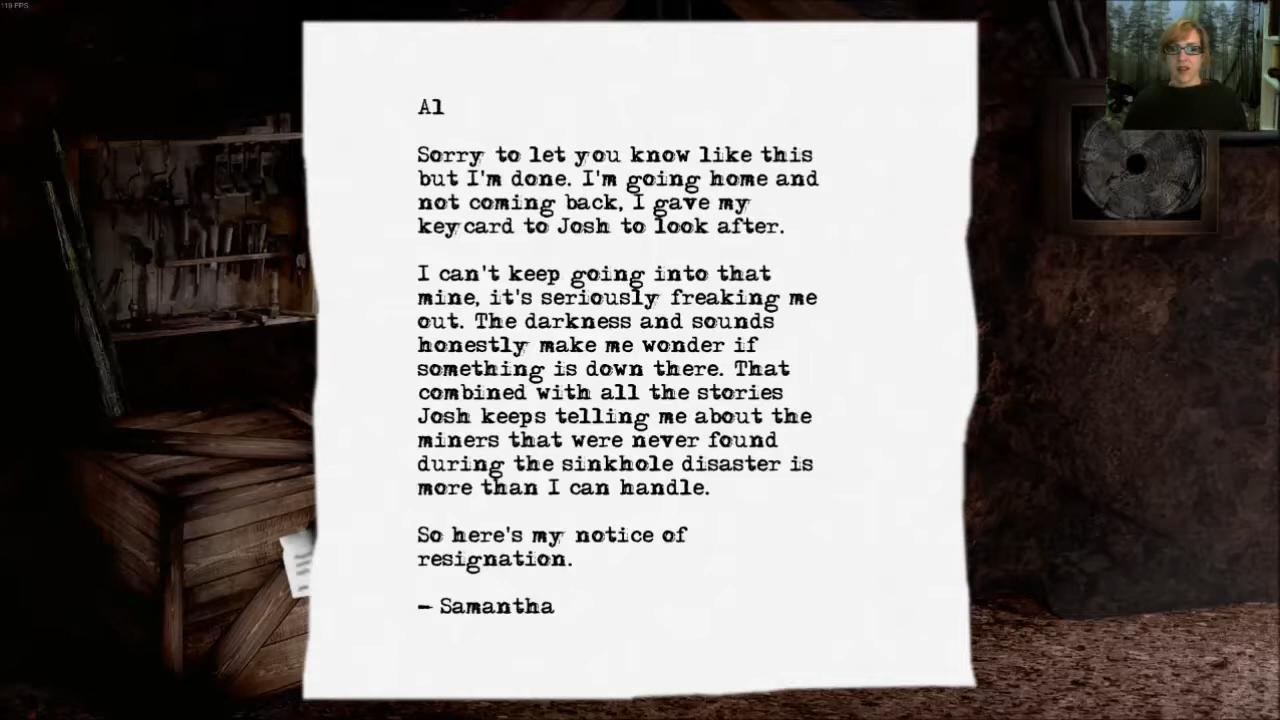 119 FPS
Al
Sorry to let you know like this
but I'm done. I'm going home and
not coming back, I gave my
keycard to Josh to look after.
I can't keep going into that
mine, it's seriously freaking me
out. The darkness and sounds
honestly make me wonder if
something is down there. That
combined with all the stories
Josh keeps telling me about the
miners that were never found
during the sinkhole disaster is
more than I can handle.
So here's my notice of
resignation.
— Samantha